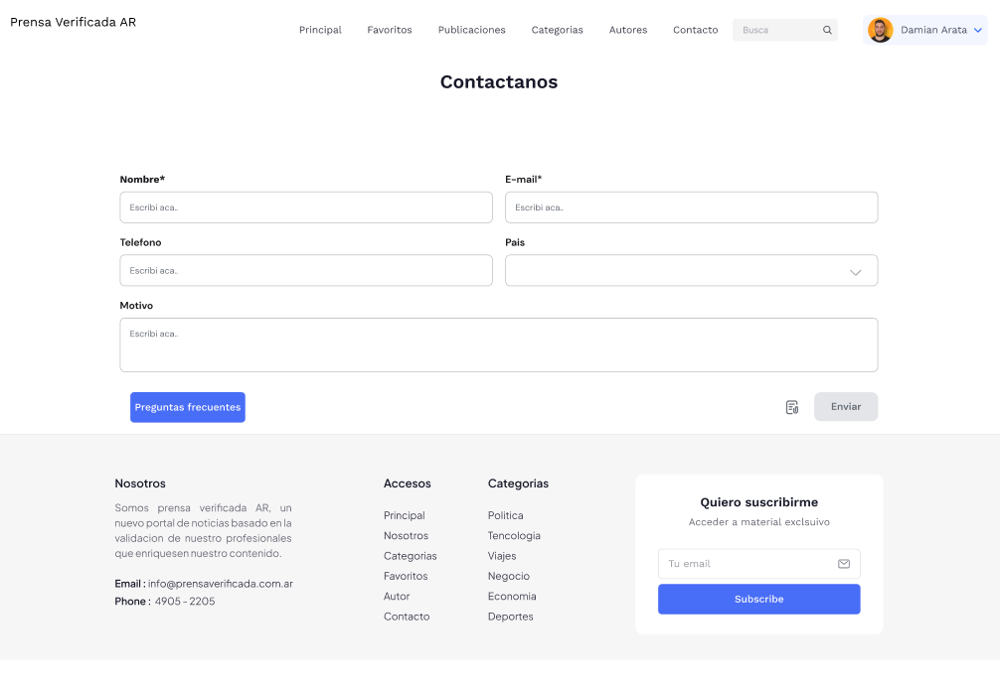 Prensa Verificada AR
Principal
Favoritos
Publicaciones
Categorias
Autores
Contacto
Busca
Damian Arata
Contactanos
Nombre*
E-mail*
Escribi aca..
Escribi aca..
Telefono
Pais
Escribi aca..
Motivo
Escribi aca..
Preguntas frecuentes
Enviar
Nosotros
Somos prensa verificada AR, un
nuevo portal de noticias basado en la
validacion de nuestro profesionales
que enriquesen nuestro contenido.
Email : info@prensaverificada.com.ar
Phone : 4905 - 2205
Accesos
Principal
Nosotros
Categorias
Favoritos
Autor
Contacto
Categorias
Politica
Tencologia
Viajes
Negocio
Economia
Deportes
Quiero suscribirme
Acceder a material exclsuivo
Tu email
Subscribe